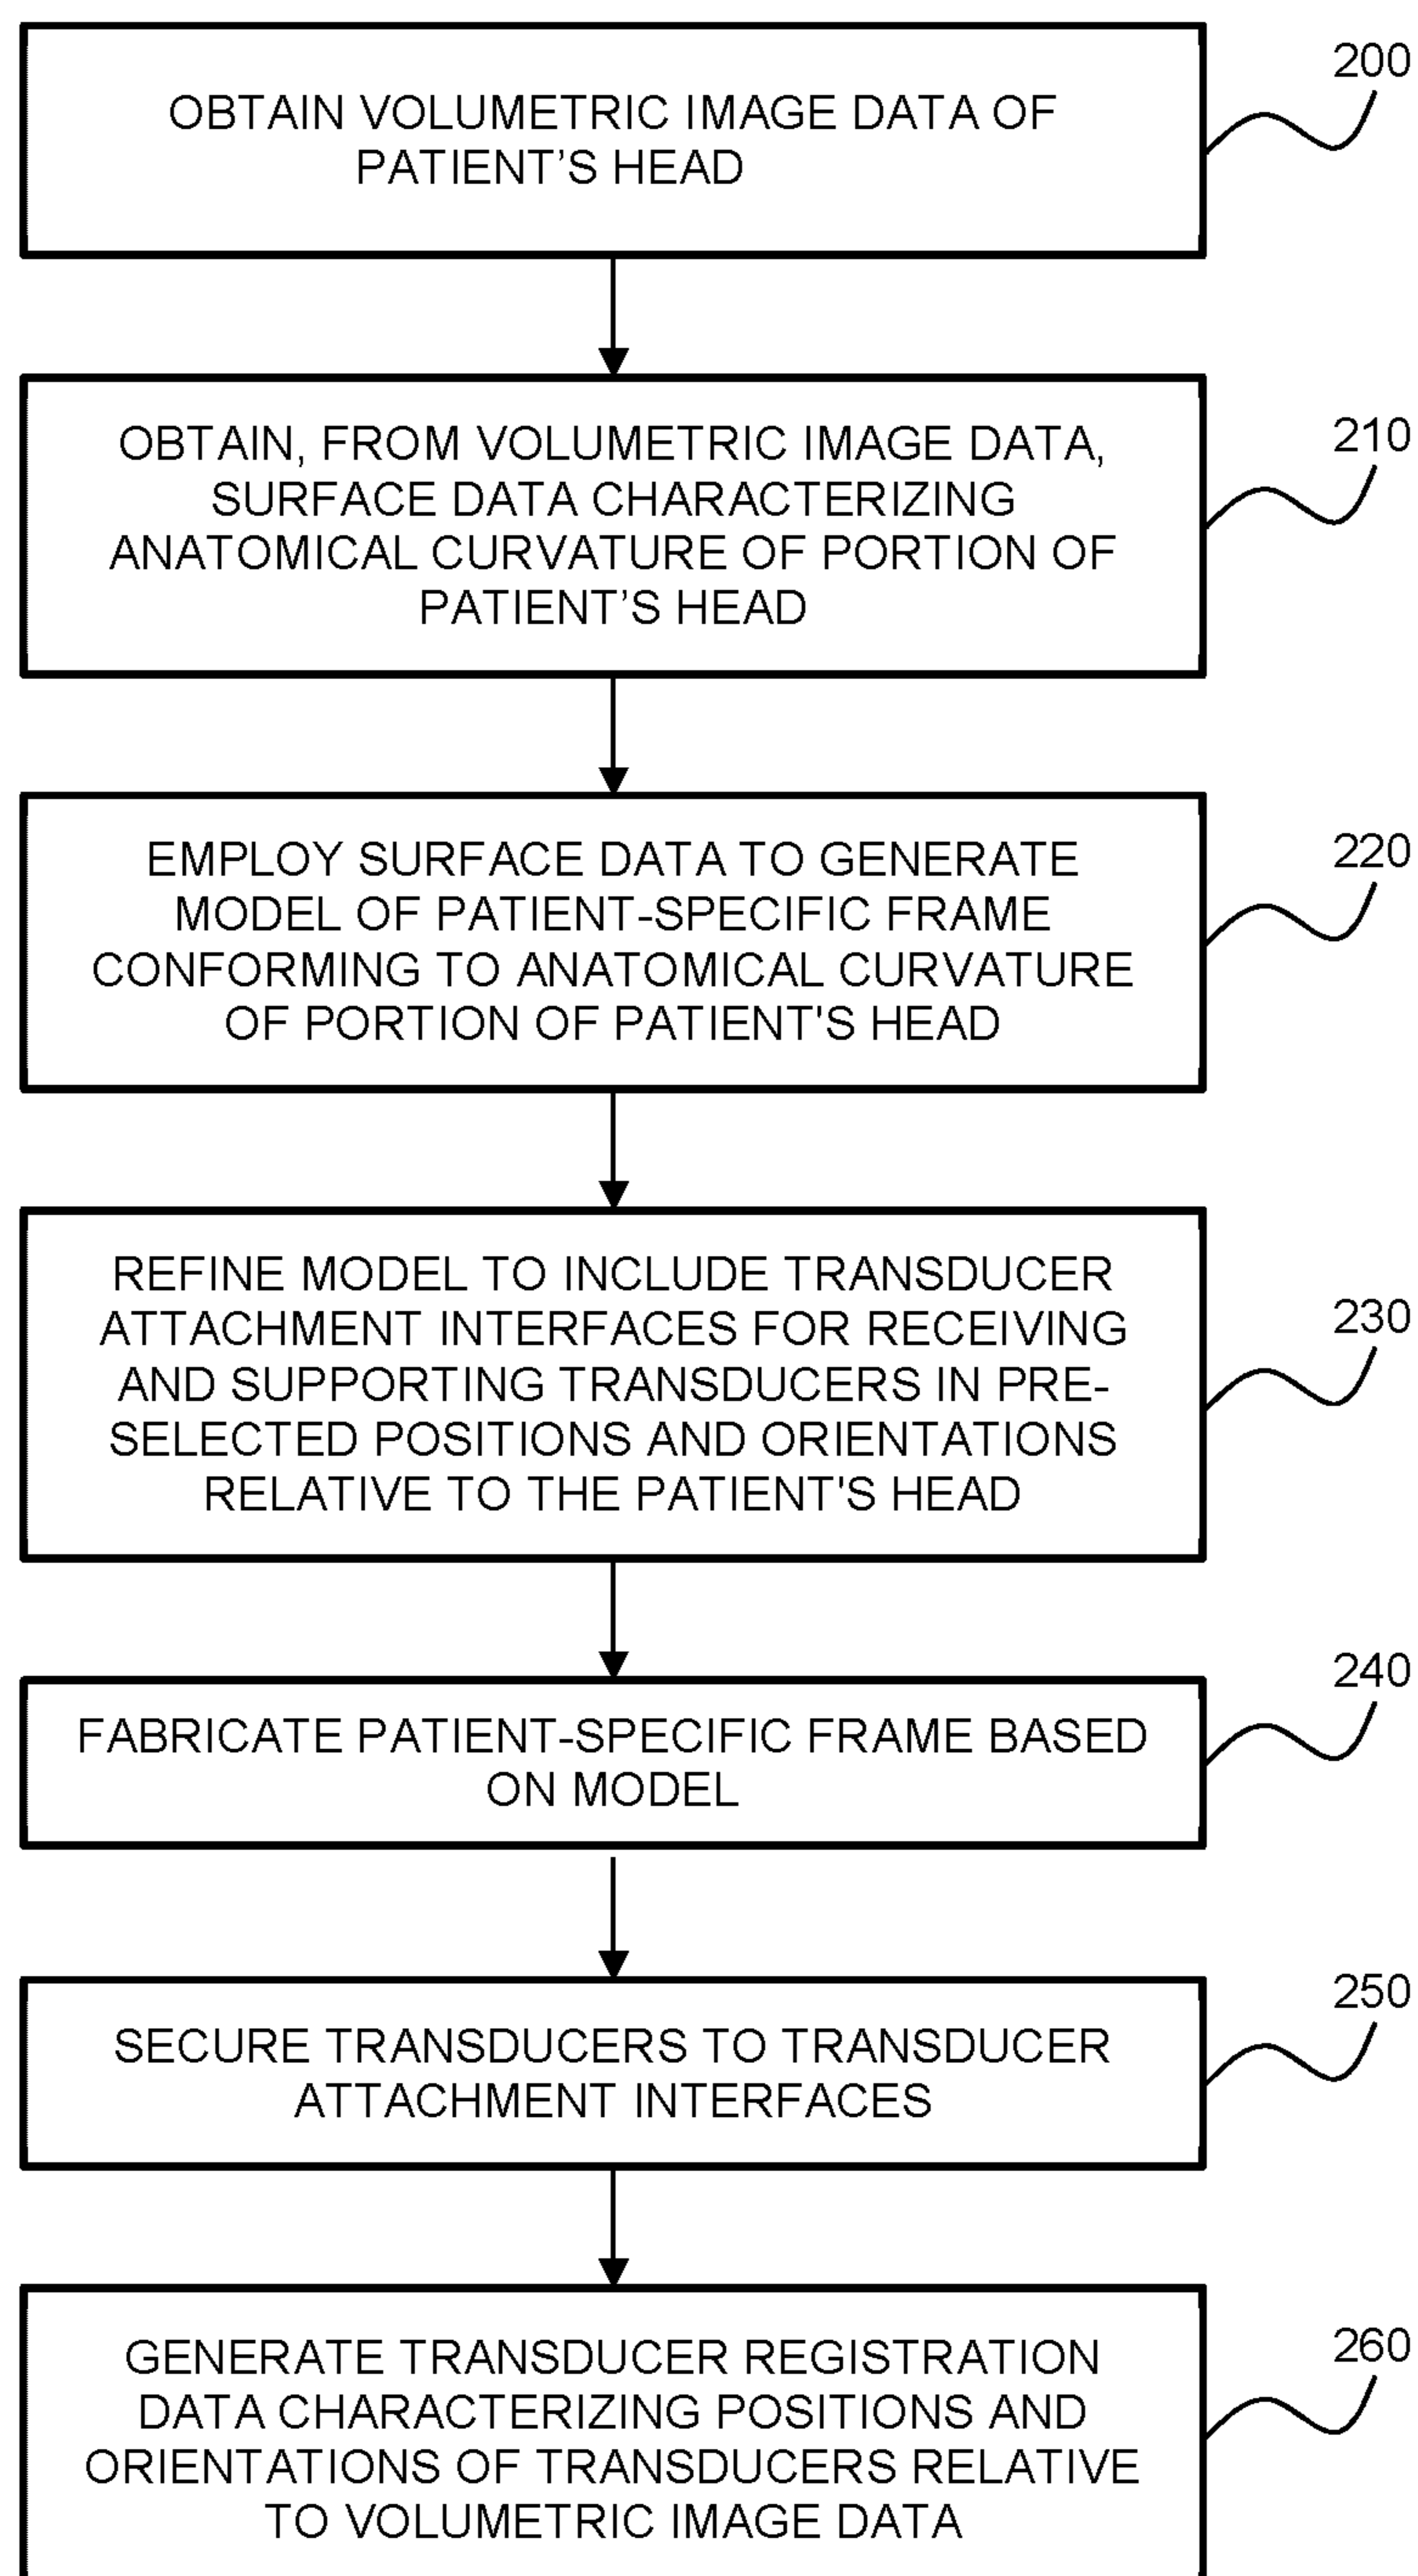 200
OBTAIN VOLUMETRIC IMAGE DATA OF
PATIENT’S HEAD
210
OBTAIN, FROM VOLUMETRIC IMAGE DATA,
SURFACE DATA CHARACTERIZING
ANATOMICAL CURVATURE OF PORTION OF
PATIENT’S HEAD
220
EMPLOY SURFACE DATA TO GENERATE
MODEL OF PATIENT-SPECIFIC FRAME
CONFORMING TO ANATOMICAL CURVATURE
OF PORTION OF PATIENT'S HEAD
230
REFINE MODEL TO INCLUDE TRANSDUCER
ATTACHMENT INTERFACES FOR RECEIVING
AND SUPPORTING TRANSDUCERS IN PRE-
SELECTED POSITIONS AND ORIENTATIONS
RELATIVE TO THE PATIENT'S HEAD
240
FABRICATE PATIENT-SPECIFIC FRAME BASED
ON MODEL
250
SECURE TRANSDUCERS TO TRANSDUCER
ATTACHMENT INTERFACES
260
GENERATE TRANSDUCER REGISTRATION
DATA CHARACTERIZING POSITIONS AND
ORIENTATIONS OF TRANSDUCERS RELATIVE
TO VOLUMETRIC IMAGE DATA